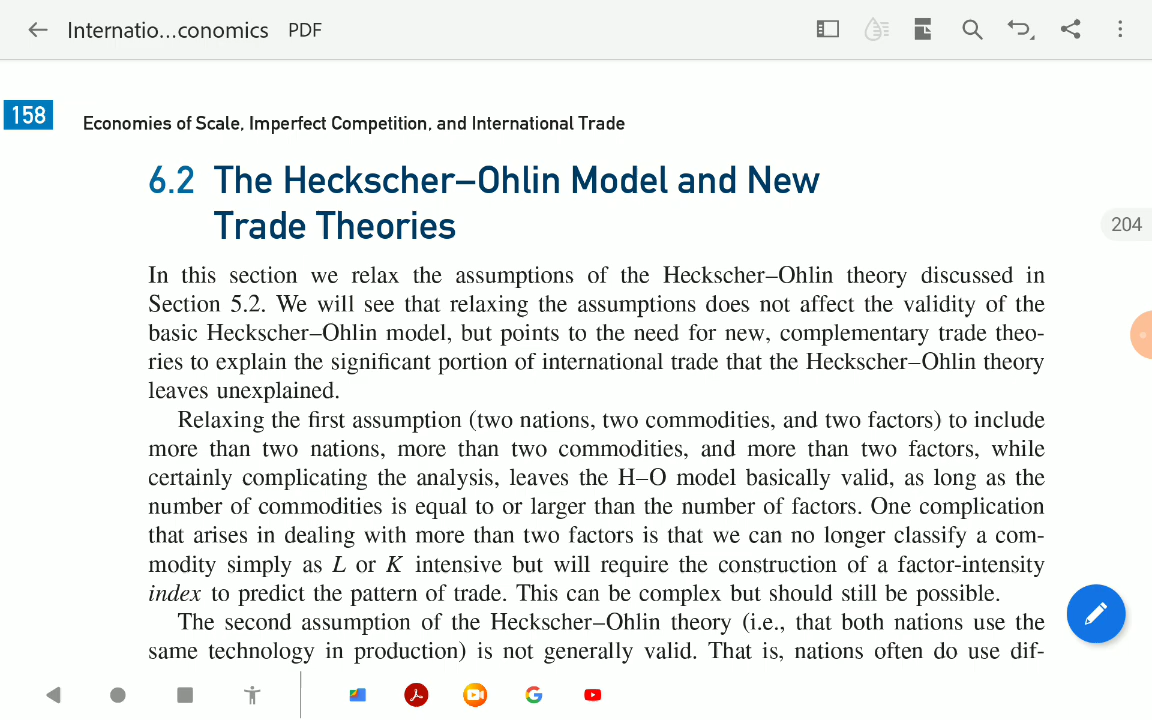 Internatio...conomics PDF
158
Economies of Scale, Imperfect Competition, and International Trade
6.2 The Heckscher–Ohlin Model and New
Trade Theories
204
In this section we relax the assumptions of the Heckscher–Ohlin theory discussed in
Section 5.2. We will see that relaxing the assumptions does not affect the validity of the
basic Heckscher–Ohlin model, but points to the need for new, complementary trade theo-
ries to explain the significant portion of international trade that the Heckscher–Ohlin theory
leaves unexplained.
Relaxing the first assumption (two nations, two commodities, and two factors) to include
more than two nations, more than two commodities, and more than two factors, while
certainly complicating the analysis, leaves the H–O model basically valid, as long as the
number of commodities is equal to or larger than the number of factors. One complication
that arises in dealing with more than two factors is that we can no longer classify a com-
modity simply as L or K intensive but will require the construction of a factor-intensity
index to predict the pattern of trade. This can be complex but should still be possible.
The second assumption of the Heckscher–Ohlin theory (i.e., that both nations use the
same technology in production) is not generally valid. That is, nations often do use dif-